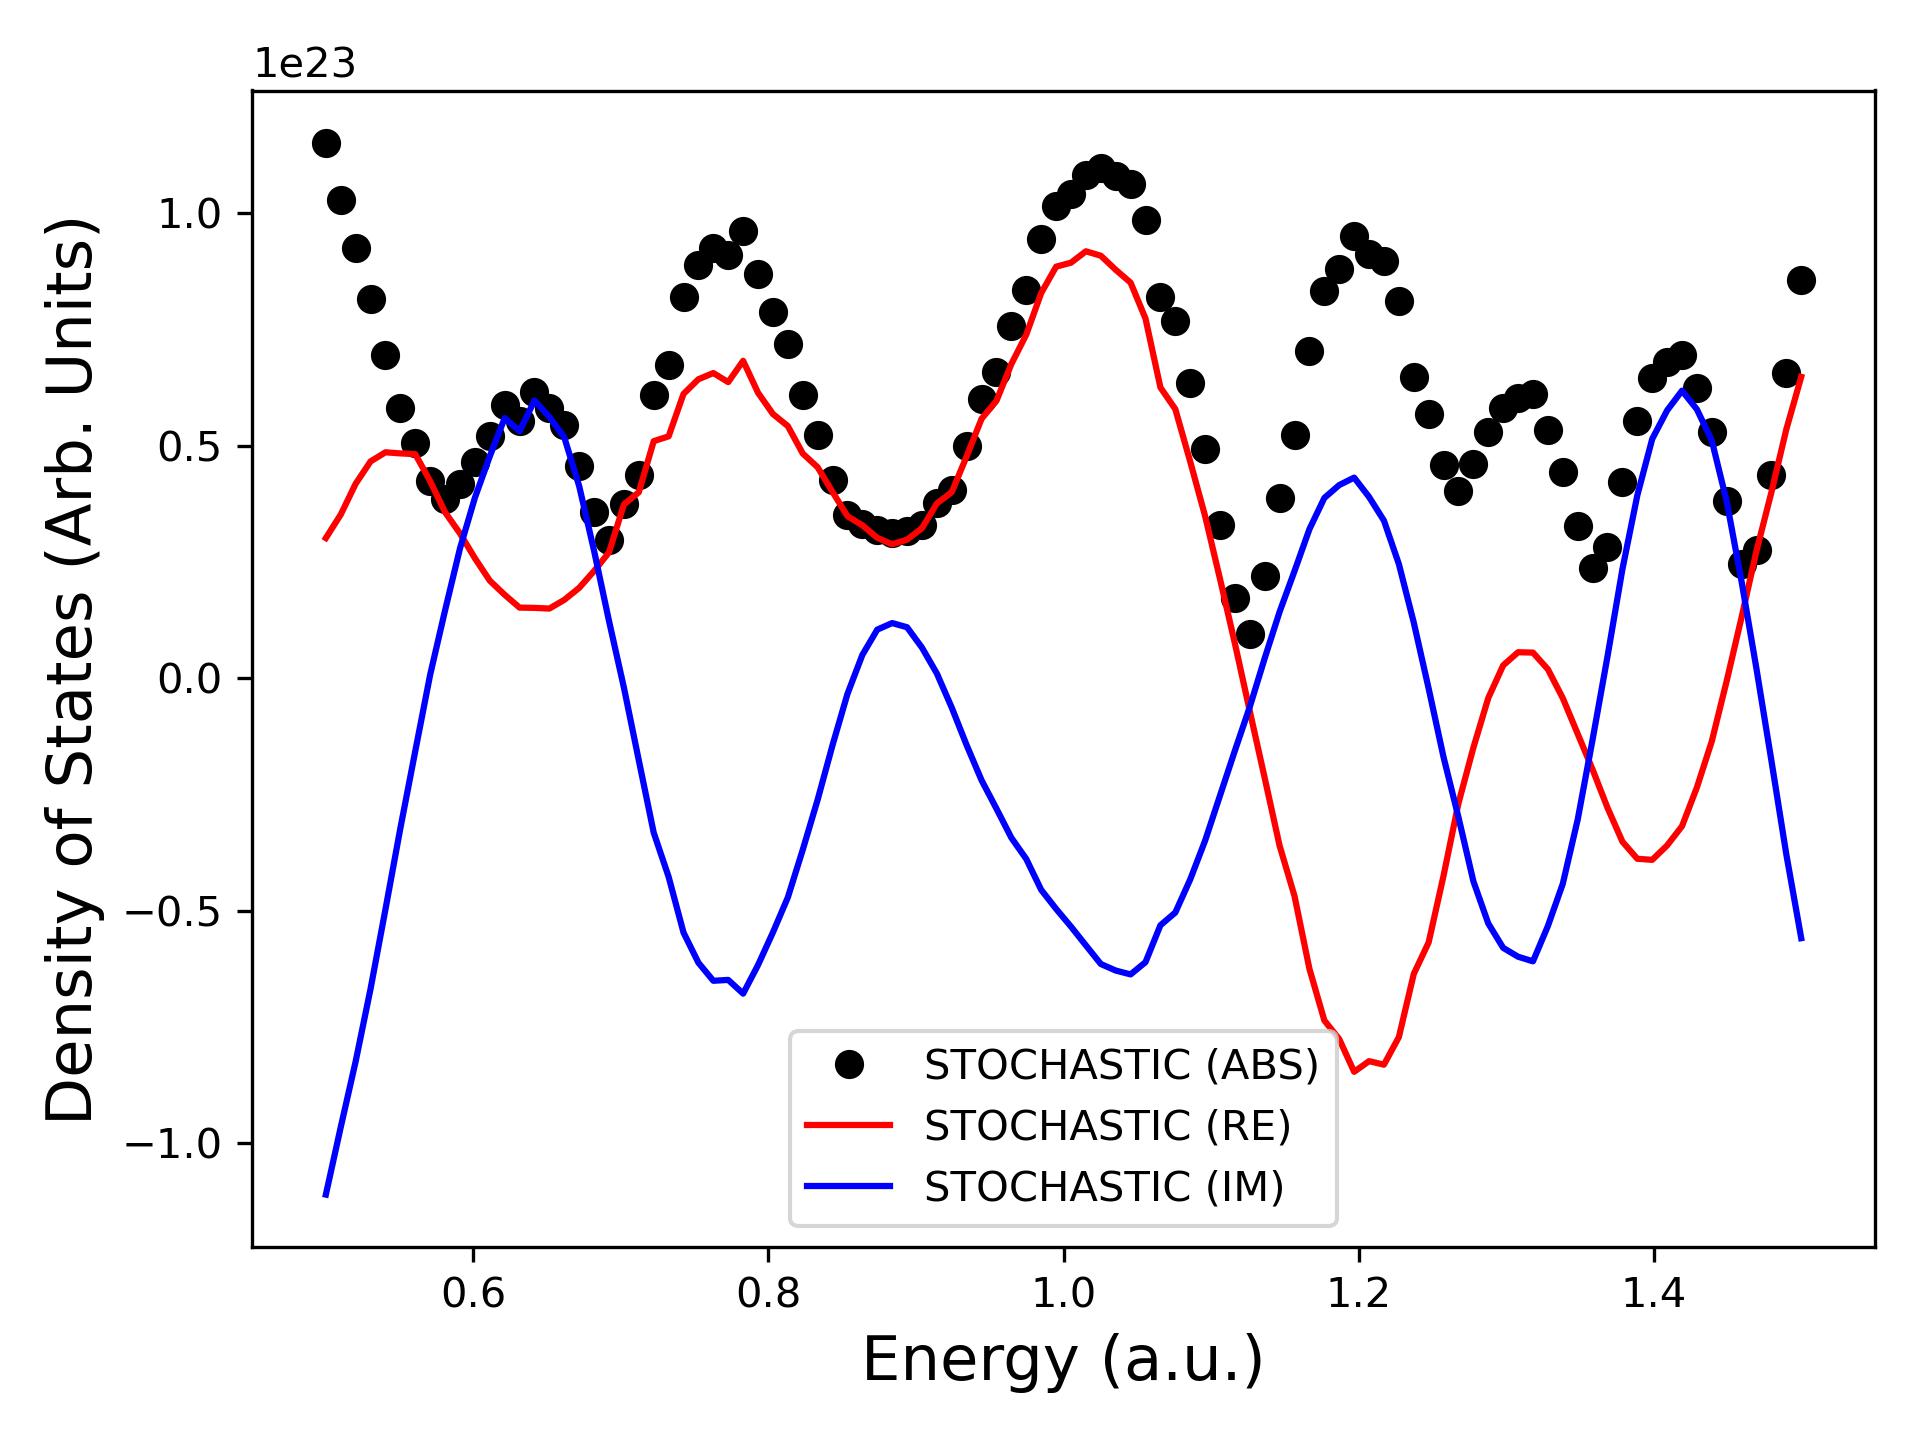 1e23
Density of States (Arb. Units)
1.0
0.5
0.0
−0.5
−1.0
STOCHASTIC (ABS)
STOCHASTIC (RE)
STOCHASTIC (IM)
0.6 0.8 1.0 1.2 1.4
Energy (a.u.)